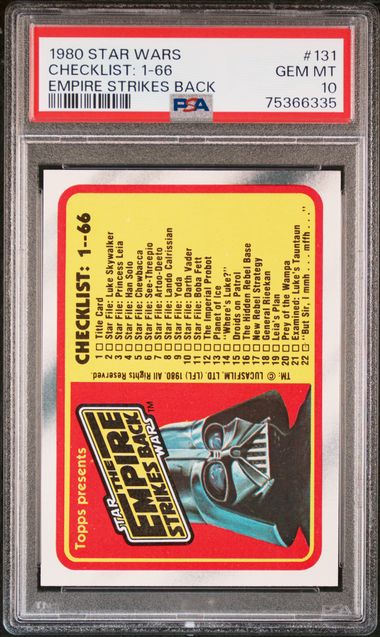 1980 STAR WARS #131
CHECKLIST: 1-66 GEM MT
EMPIRE STRIKES BACK 10
PSA 75366335
Topps presents
STAR THE WARS
EMPIRE
STRIKES BACK™
CHECKLIST: 1—66
1 □ Title Card
2 □ Star File: Luke Skywalker
3 □ Star File: Princess Leia
4 □ Star File: Han Solo
5 □ Star File: Chewbacca
6 □ Star File: See-Threepio
7 □ Star File: Artoo-Deeto
8 □ Star File: Lando Calrissian
9 □ Star File: Yoda
10 □ Star File: Darth Vader
11 □ Star File: Boba Fett
12 □ The Imperial Probot
13 □ Planet of Ice
14 □ "Where's Luke?"
15 □ Droids on Patrol
16 □ The Hidden Rebel Base
17 □ New Rebel Strategy
18 □ General Rieekan
19 □ Leia's Plan
20 □ Prey of the Wampa
21 □ Examined: Luke's Tauntaun
22 □ "But Sir, I mmh . . . mffh . . ."
TM: © LUCASFILM LTD (LFL) 1980 All Rights Reserved.